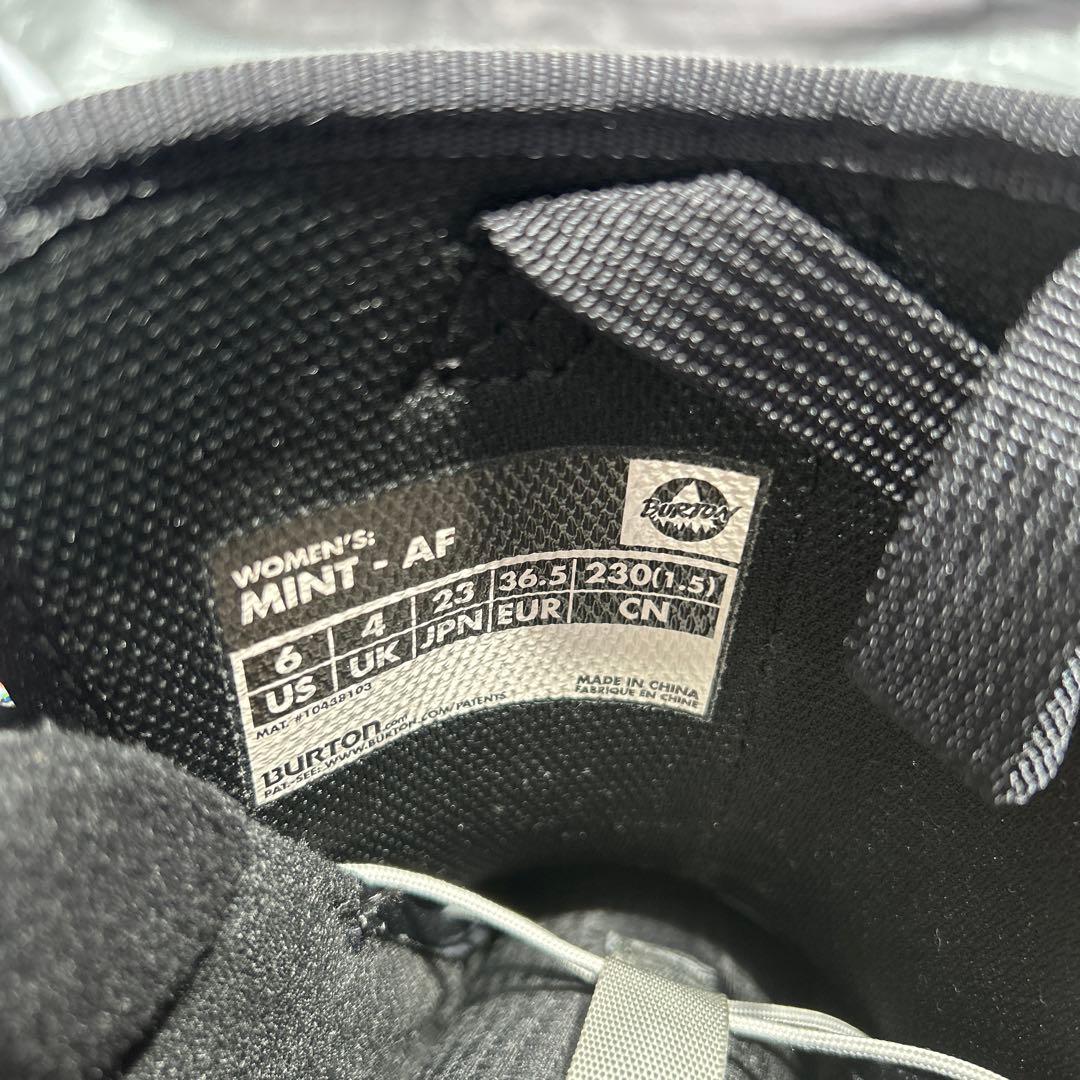 BURTON
WOMEN'S:
MINT - AF
6 4 23 36.5 230(1.5)
US UK JPN EUR CN
MAT. #10438103
MADE IN CHINA
FABRIQUE EN CHINE
BURTON.com
PAT.-SEE: WWW.BURTON.COM/PATENTS